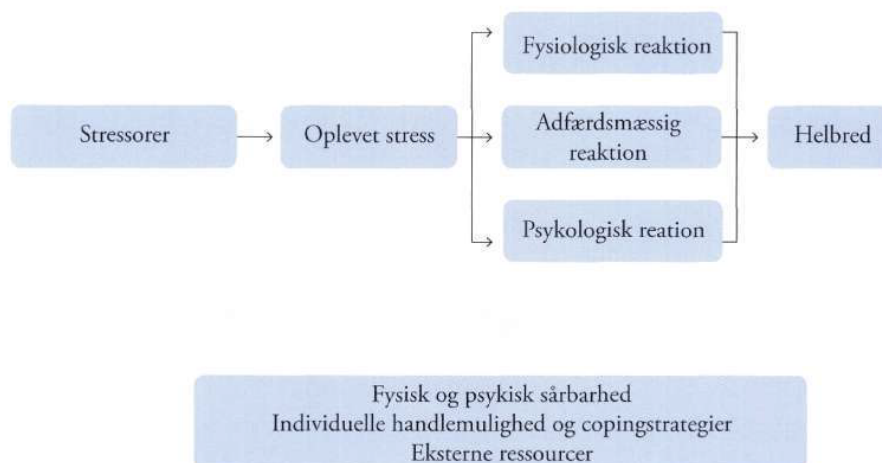 Fysiologisk reaktion
Stressorer
Oplevet stress
Adfærdsmæssig
reaktion
Helbred
Psykologisk reation
Fysisk og psykisk sårbarhed
Individuelle handlemulighed og copingstrategier
Eksterne ressourcer